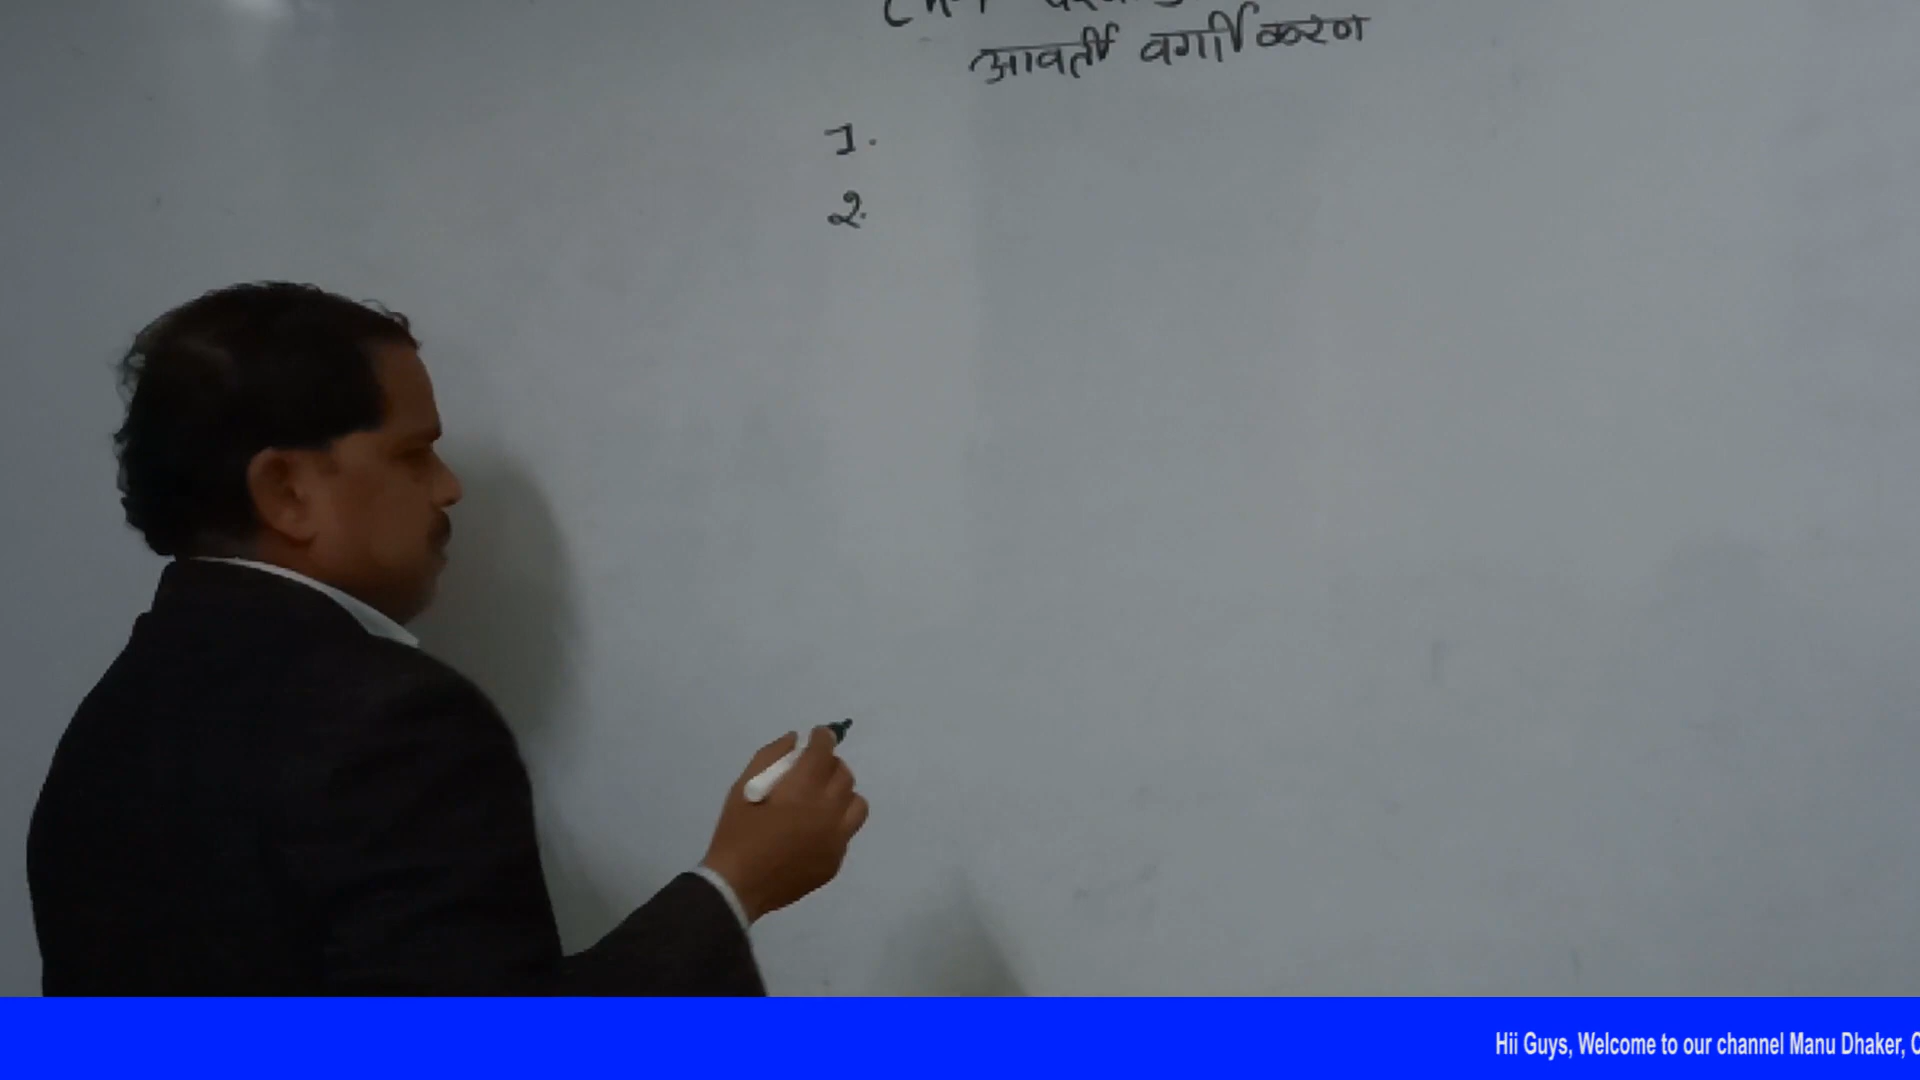 आवर्ती वर्गीकरण
1.
2.
Hii Guys, Welcome to our channel Manu Dhaker,